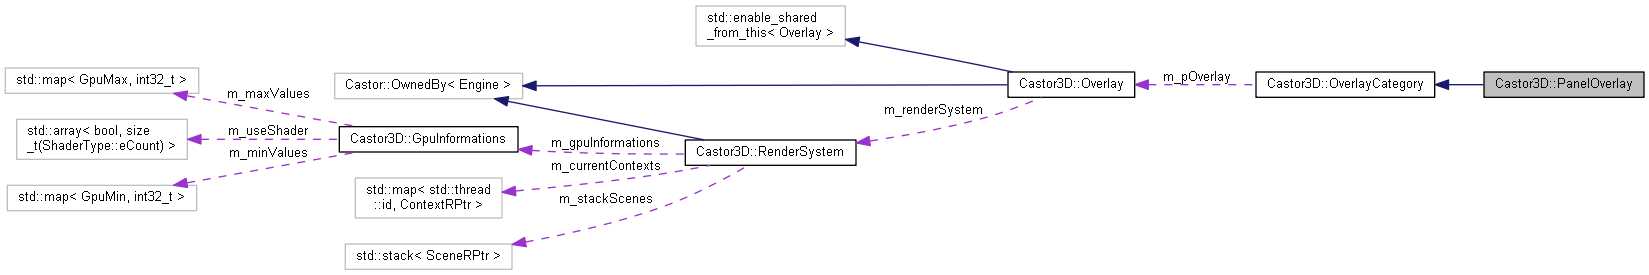 std::enable_shared
_from_this< Overlay >
std::map< GpuMax, int32_t >
m_maxValues
Castor::OwnedBy< Engine >
Castor3D::Overlay
m_pOverlay
Castor3D::OverlayCategory
Castor3D::PanelOverlay
m_renderSystem
std::array< bool, size
_t(ShaderType::eCount) >
m_useShader
Castor3D::GpuInformations
m_gpuInformations
Castor3D::RenderSystem
m_minValues
m_currentContexts
std::map< GpuMin, int32_t >
std::map< std::thread
::id, ContextRPtr >
m_stackScenes
std::stack< SceneRPtr >